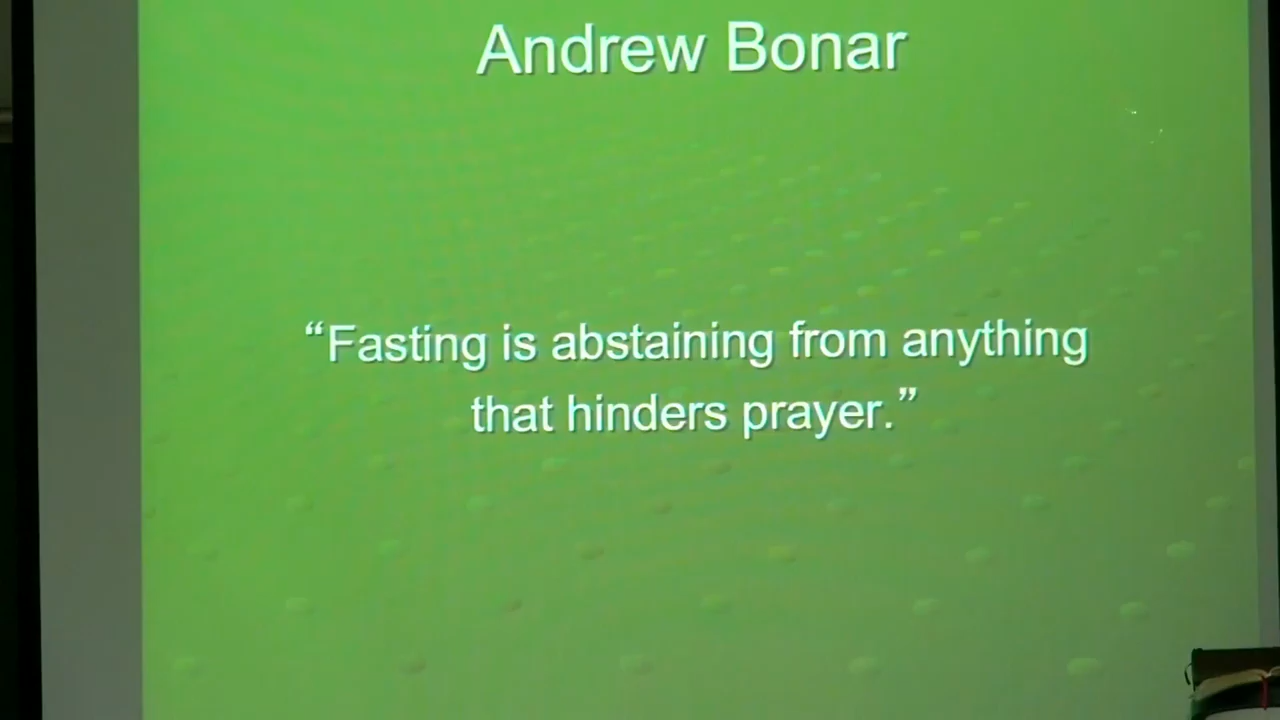 Andrew Bonar
“Fasting is abstaining from anything
that hinders prayer.”